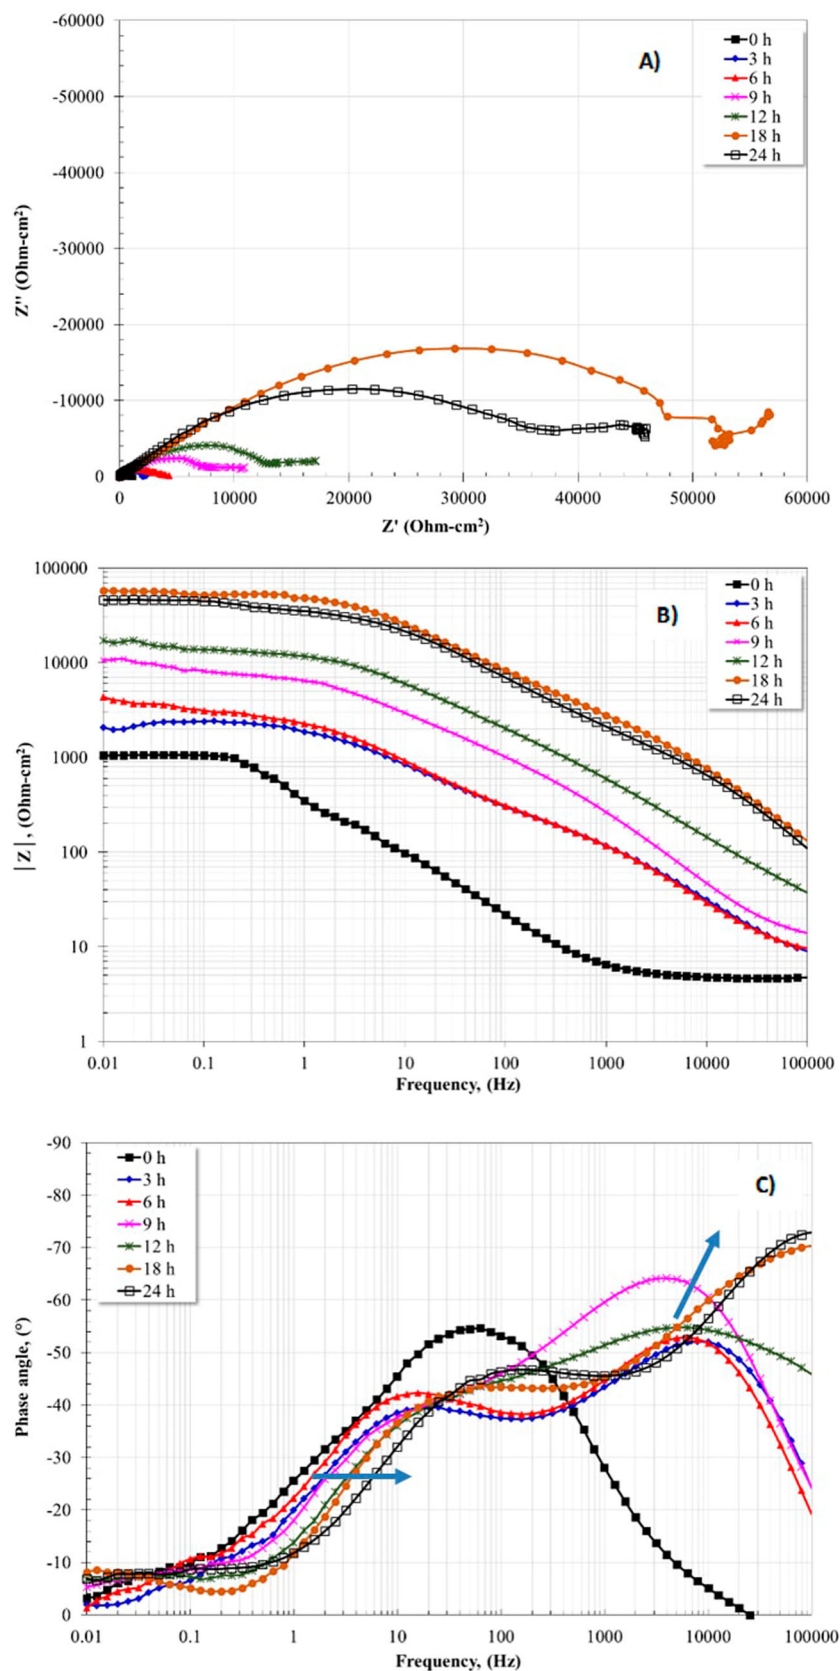 A)
0 h
3 h
6 h
9 h
12 h
18 h
24 h
-60000
-50000
-40000
-30000
-20000
-10000
0
Z'' (Ohm-cm²)
0 10000 20000 30000 40000 50000 60000
Z' (Ohm-cm²)
B)
0 h
3 h
6 h
9 h
12 h
18 h
24 h
100000
10000
1000
100
10
1
|Z|, (Ohm-cm²)
0.01 0.1 1 10 100 1000 10000 100000
Frequency, (Hz)
C)
0 h
3 h
6 h
9 h
12 h
18 h
24 h
-90
-80
-70
-60
-50
-40
-30
-20
-10
0
Phase angle, (°)
0.01 0.1 1 10 100 1000 10000 100000
Frequency, (Hz)